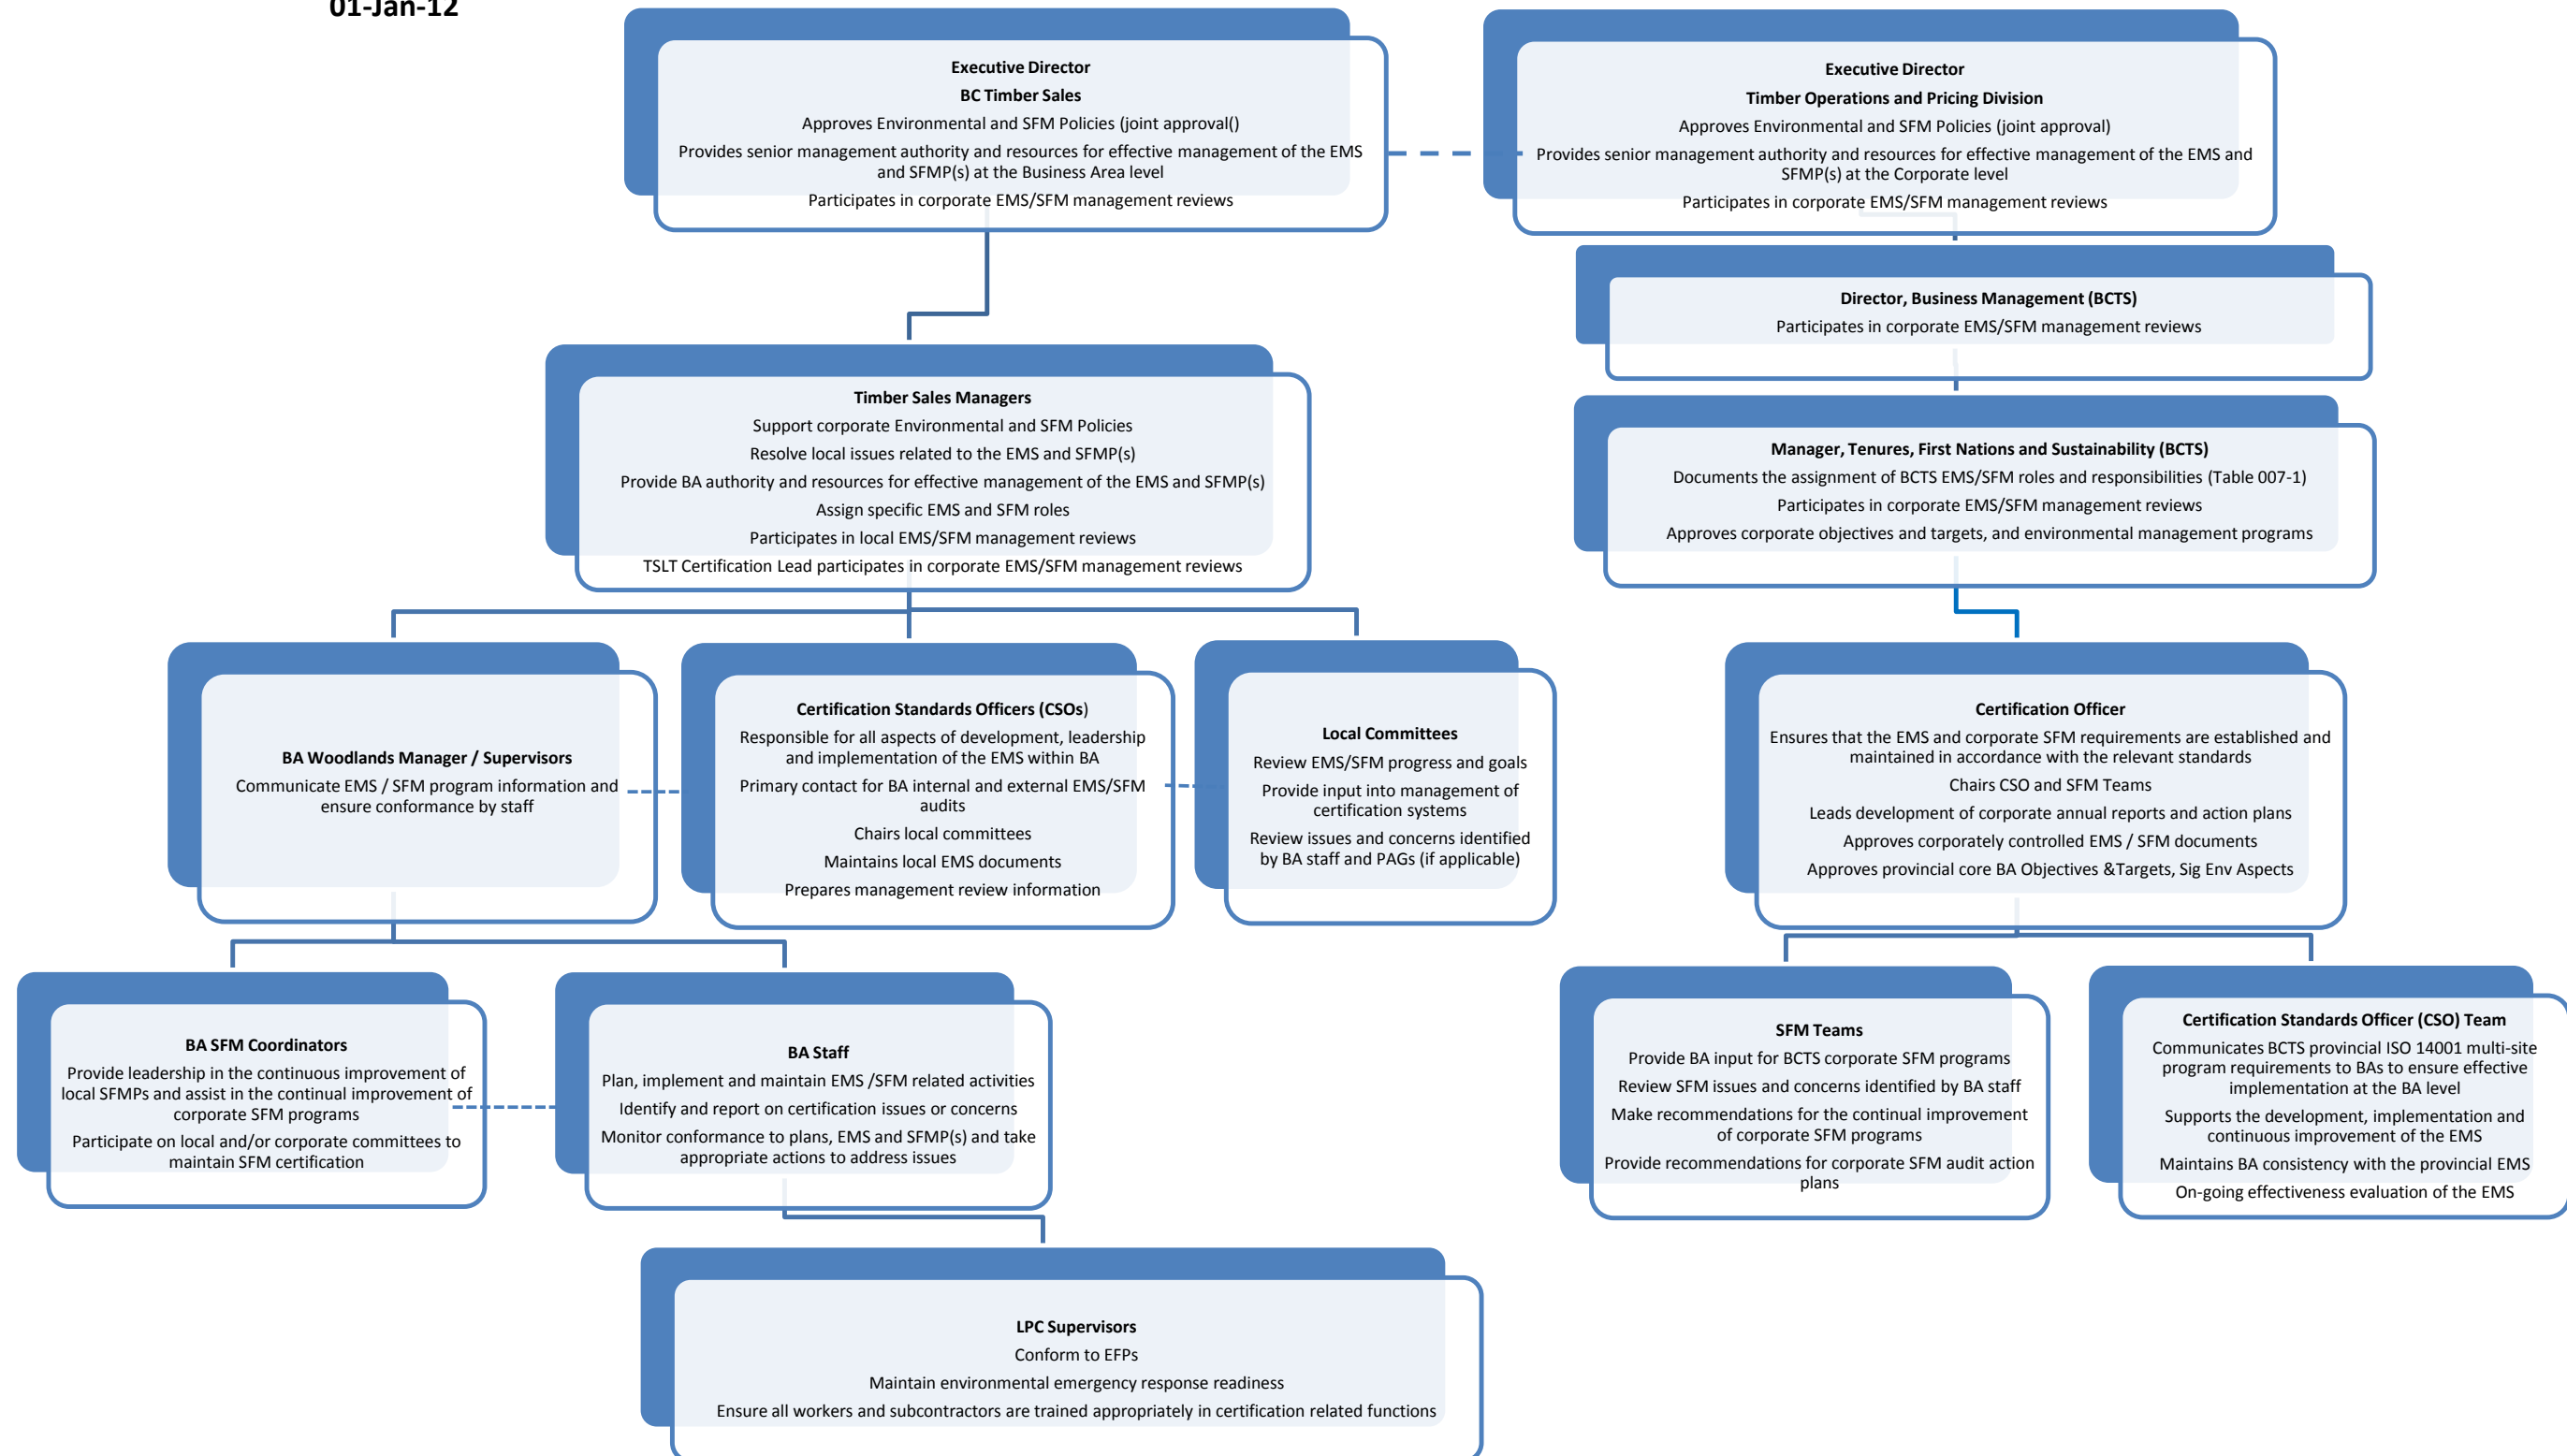 01-Jan-12
Executive Director
BC Timber Sales
Approves Environmental and SFM Policies (joint approval()
Provides senior management authority and resources for effective management of the EMS
and SFMP(s) at the Business Area level
Participates in corporate EMS/SFM management reviews
Executive Director
Timber Operations and Pricing Division
Approves Environmental and SFM Policies (joint approval)
Provides senior management authority and resources for effective management of the EMS and
SFMP(s) at the Corporate level
Participates in corporate EMS/SFM management reviews
Director, Business Management (BCTS)
Participates in corporate EMS/SFM management reviews
Timber Sales Managers
Support corporate Environmental and SFM Policies
Resolve local issues related to the EMS and SFMP(s)
Provide BA authority and resources for effective management of the EMS and SFMP(s)
Assign specific EMS and SFM roles
Participates in local EMS/SFM management reviews
TSLT Certification Lead participates in corporate EMS/SFM management reviews
Manager, Tenures, First Nations and Sustainability (BCTS)
Documents the assignment of BCTS EMS/SFM roles and responsibilities (Table 007-1)
Participates in corporate EMS/SFM management reviews
Approves corporate objectives and targets, and environmental management programs
BA Woodlands Manager / Supervisors
Communicate EMS / SFM program information and
ensure conformance by staff
Certification Standards Officers (CSOs)
Responsible for all aspects of development, leadership
and implementation of the EMS within BA
Primary contact for BA internal and external EMS/SFM
audits
Chairs local committees
Maintains local EMS documents
Prepares management review information
Local Committees
Review EMS/SFM progress and goals
Provide input into management of
certification systems
Review issues and concerns identified
by BA staff and PAGs (if applicable)
Certification Officer
Ensures that the EMS and corporate SFM requirements are established and
maintained in accordance with the relevant standards
Chairs CSO and SFM Teams
Leads development of corporate annual reports and action plans
Approves corporately controlled EMS / SFM documents
Approves provincial core BA Objectives &Targets, Sig Env Aspects
BA SFM Coordinators
Provide leadership in the continuous improvement of
local SFMPs and assist in the continual improvement of
corporate SFM programs
Participate on local and/or corporate committees to
maintain SFM certification
BA Staff
Plan, implement and maintain EMS /SFM related activities
Identify and report on certification issues or concerns
Monitor conformance to plans, EMS and SFMP(s) and take
appropriate actions to address issues
SFM Teams
Provide BA input for BCTS corporate SFM programs
Review SFM issues and concerns identified by BA staff
Make recommendations for the continual improvement
of corporate SFM programs
Provide recommendations for corporate SFM audit action
plans
Certification Standards Officer (CSO) Team
Communicates BCTS provincial ISO 14001 multi-site
program requirements to BAs to ensure effective
implementation at the BA level
Supports the development, implementation and
continuous improvement of the EMS
Maintains BA consistency with the provincial EMS
On-going effectiveness evaluation of the EMS
LPC Supervisors
Conform to EFPs
Maintain environmental emergency response readiness
Ensure all workers and subcontractors are trained appropriately in certification related functions